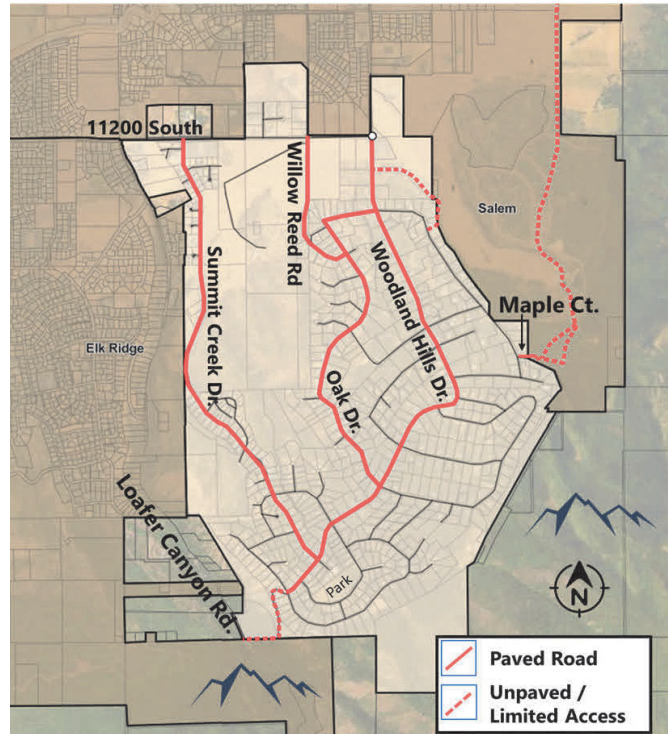 11200 South
Willow Reed Rd
Salem
Summit Creek Dr.
Woodland Hills Dr.
Maple Ct.
Elk Ridge
Oak Dr.
Loafer Canyon Rd.
Park
N
Paved Road
Unpaved /
Limited Access